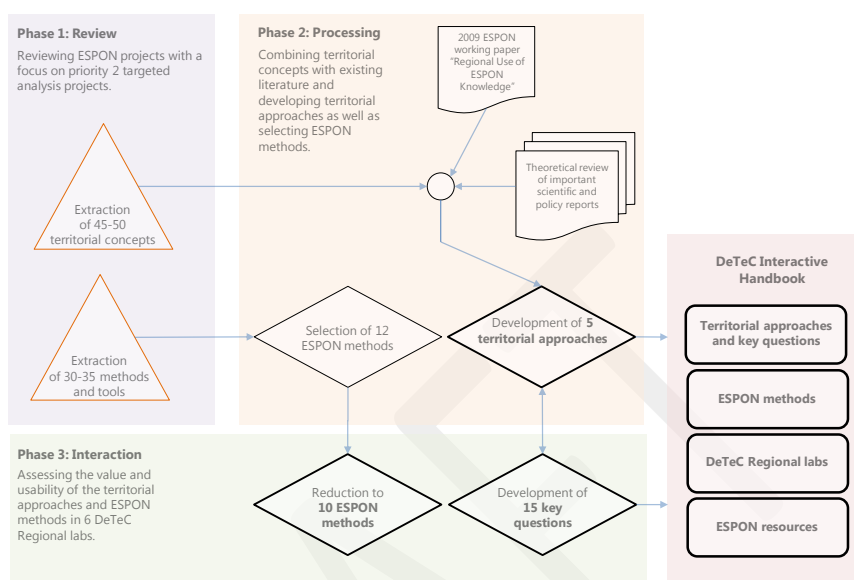 Phase 1: Review
Reviewing ESPON projects with a
focus on priority 2 targeted
analysis projects.
Extraction
of 45-50
territorial concepts
Extraction
of 30-35 methods
and tools
Phase 2: Processing
Combining territorial
concepts with existing
literature and
developing territorial
approaches as well as
selecting ESPON
methods.
2009 ESPON
working paper
“Regional Use of
ESPON
Knowledge”
Theoretical review
of important
scientific and
policy reports
Selection of 12
ESPON methods
Development of 5
territorial approaches
Phase 3: Interaction
Assessing the value and
usability of the territorial
approaches and ESPON
methods in 6 DeTeC
Regional labs.
Reduction to
10 ESPON
methods
Development of
15 key
questions
DeTeC Interactive
Handbook
Territorial approaches
and key questions
ESPON methods
DeTeC Regional labs
ESPON resources